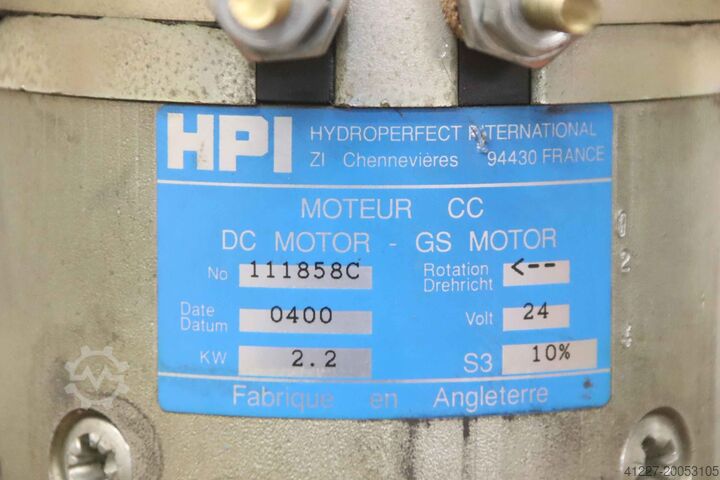 HPI HYDROPERFECT INTERNATIONAL
ZI Chennevières 94430 FRANCE
MOTEUR CC
DC MOTOR - GS MOTOR
No 111858C
Rotation <--
Drehricht
Date 0400
Datum
Volt 24
KW 2.2
S3 10%
Fabrique en Angleterre
41227-20053105